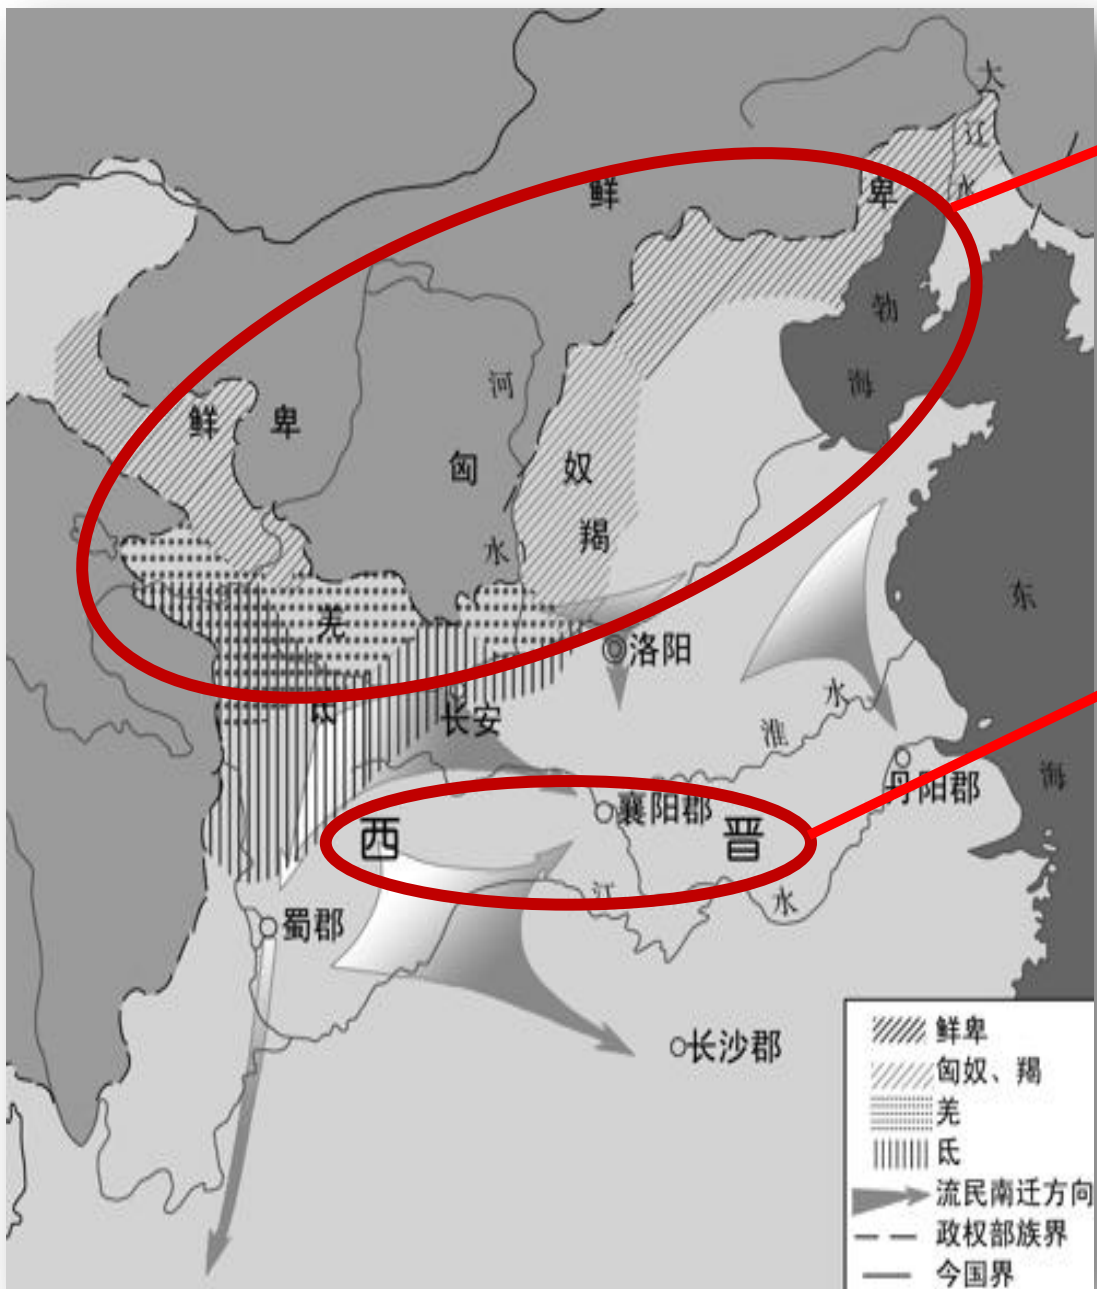 大
辽
水
鲜 卑
勃
海
河
鲜 卑
匈 奴
羯
水
东
羌
洛阳
氐
长安
水
淮
海
丹阳郡
襄阳郡
西 晋
江
水
蜀郡
长沙郡
鲜卑
匈奴、羯
羌
氐
流民南迁方向
政权部族界
今国界